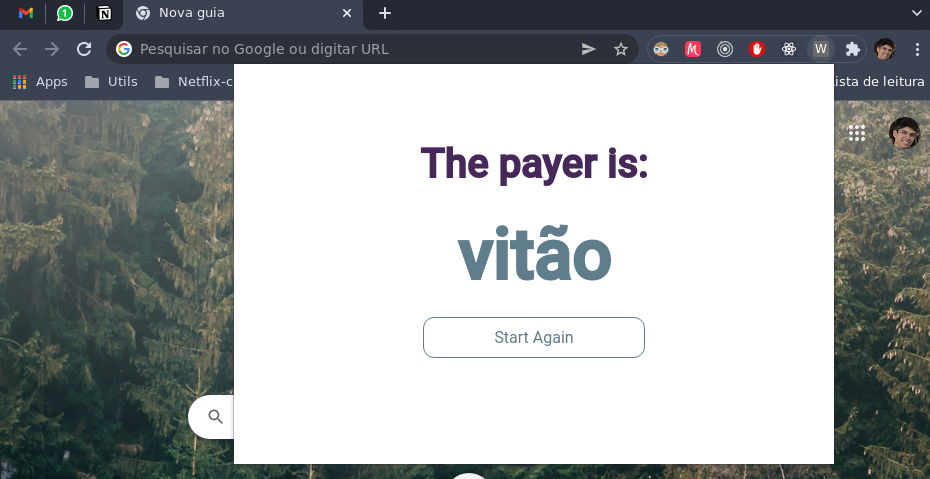 Nova guia
Pesquisar no Google ou digitar URL
W
Apps Utils Netflix-c ista de leitura
The payer is:
vitão
Start Again